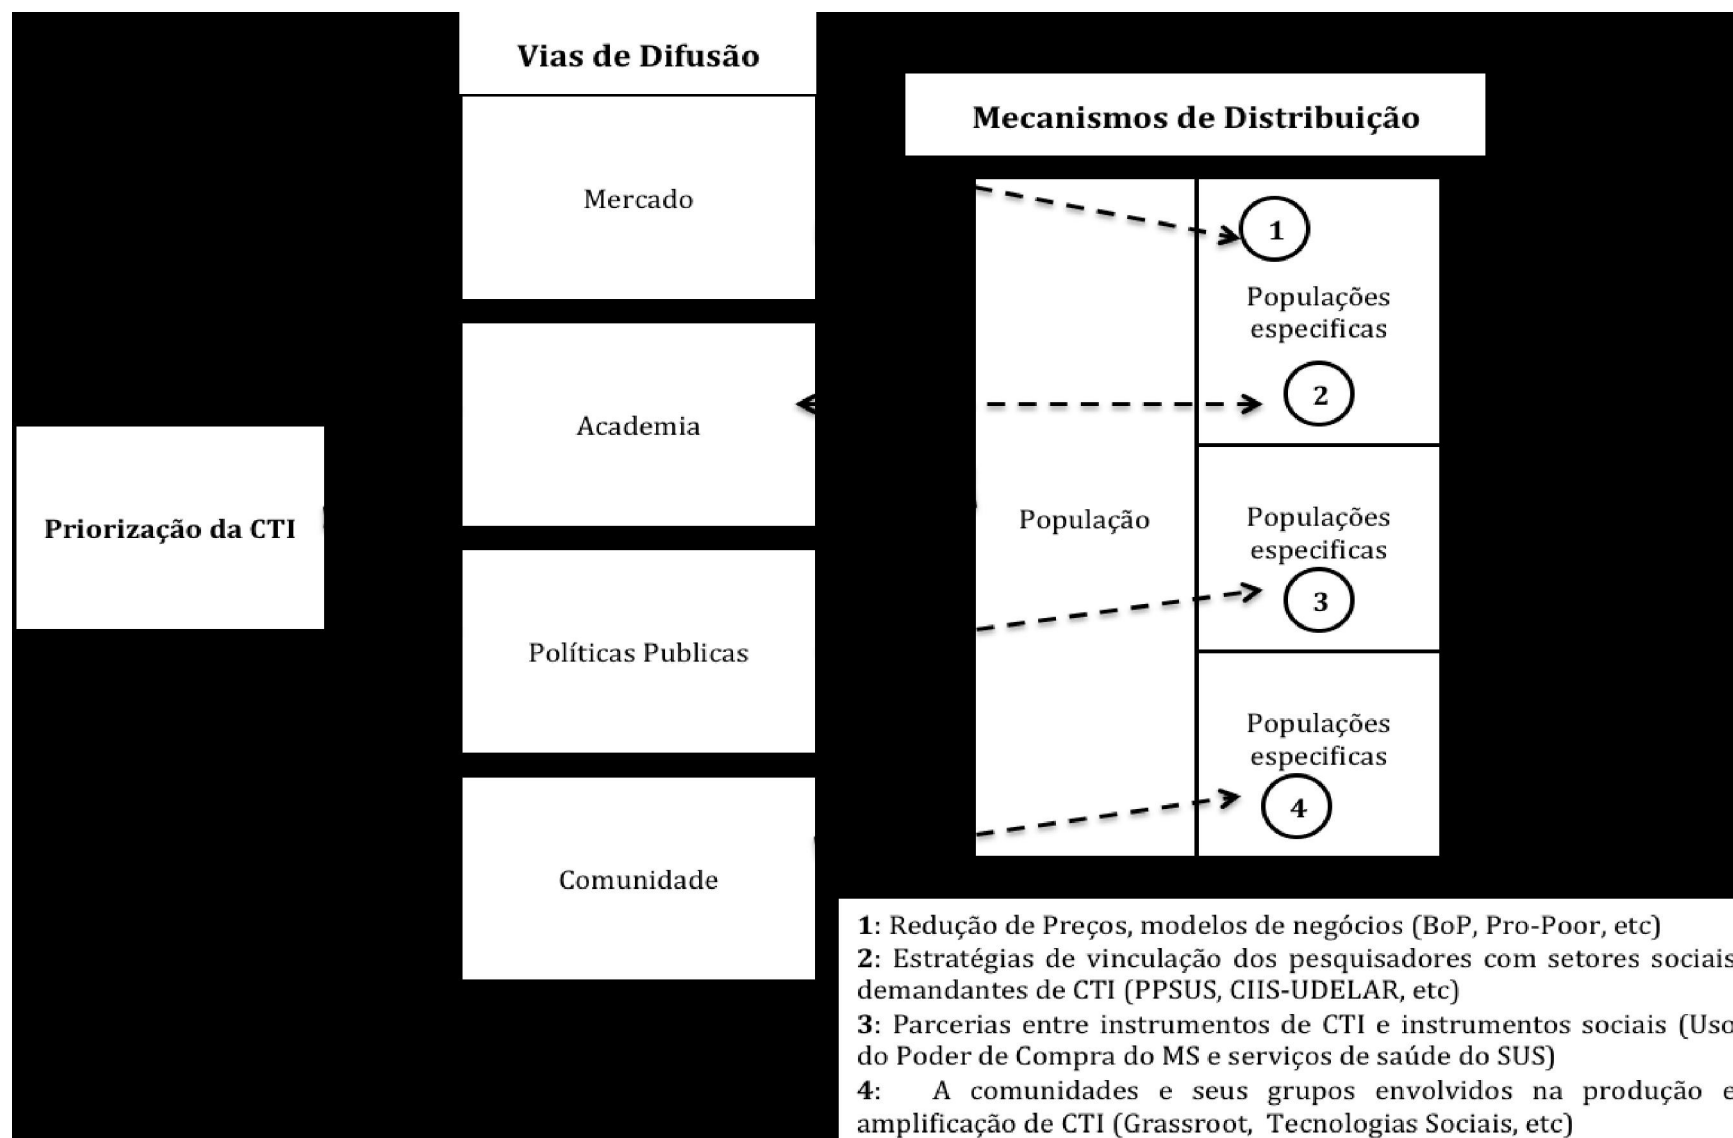 Vias de Difusão
Mecanismos de Distribuição
Mercado
Academia
Políticas Publicas
Comunidade
Priorização da CTI
População
1
Populações
especificas
2
Populações
especificas
3
Populações
especificas
4
1: Redução de Preços, modelos de negócios (BoP, Pro-Poor, etc)
2: Estratégias de vinculação dos pesquisadores com setores sociais
demandantes de CTI (PPSUS, CIIS-UDELAR, etc)
3: Parcerias entre instrumentos de CTI e instrumentos sociais (Uso
do Poder de Compra do MS e serviços de saúde do SUS)
4: A comunidades e seus grupos envolvidos na produção e
amplificação de CTI (Grassroot, Tecnologias Sociais, etc)